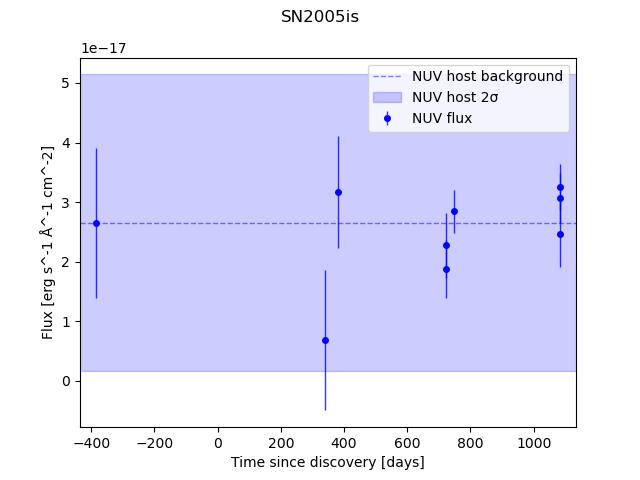 SN2005is
1e−17
NUV host background
NUV host 2σ
NUV flux
5
4
3
2
1
0
Flux [erg s^-1 Å^-1 cm^-2]
−400
−200
0
200
400
600
800
1000
Time since discovery [days]